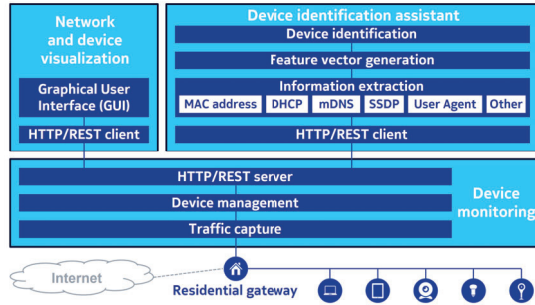 Network
and device
visualization
Graphical User
Interface (GUI)
HTTP/REST client
Device identification assistant
Device identification
Feature vector generation
Information extraction
MAC address DHCP mDNS SSDP User Agent Other
HTTP/REST client
HTTP/REST server
Device management
Traffic capture
Device
monitoring
Internet
Residential gateway